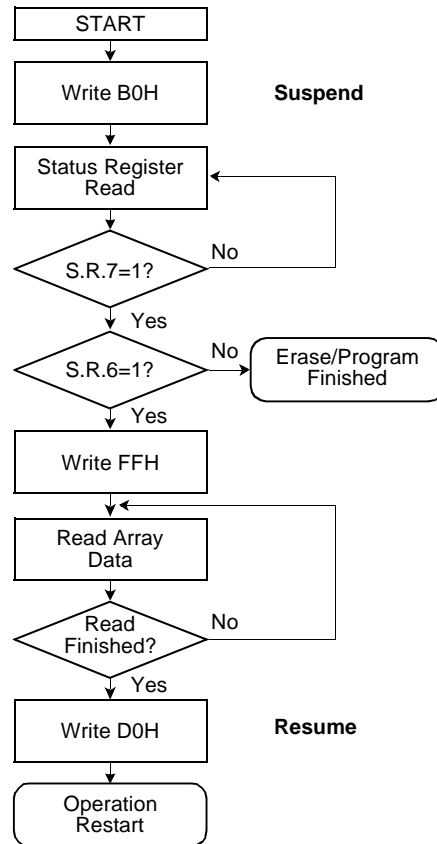 START
Write B0H
Suspend
Status Register
Read
S.R.7=1?
No
Yes
S.R.6=1?
No
Erase/Program
Finished
Yes
Write FFH
Read Array
Data
Read
Finished?
No
Yes
Write D0H
Resume
Operation
Restart